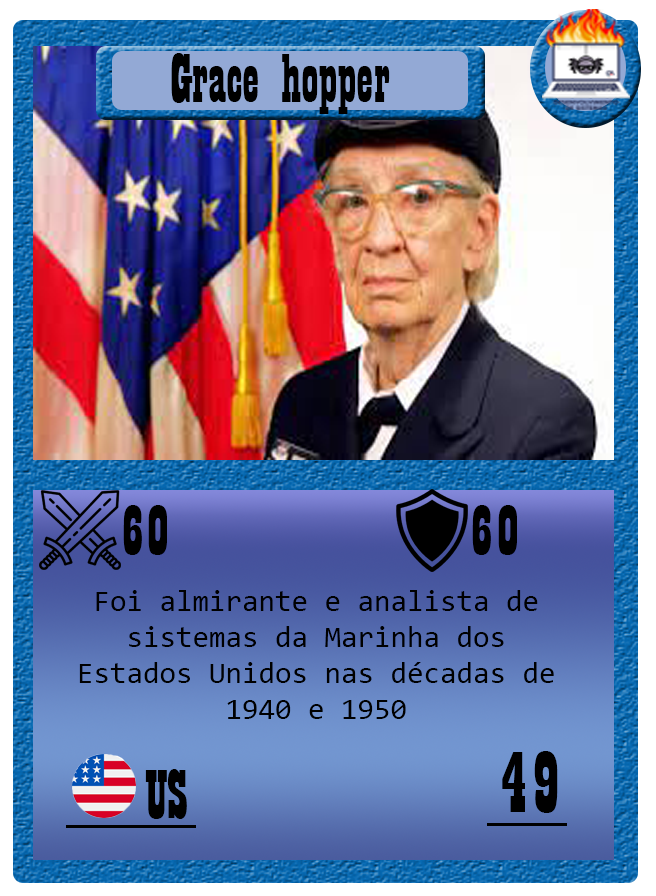 Grace hopper
60
60
Foi almirante e analista de
sistemas da Marinha dos
Estados Unidos nas décadas de
1940 e 1950
US
49